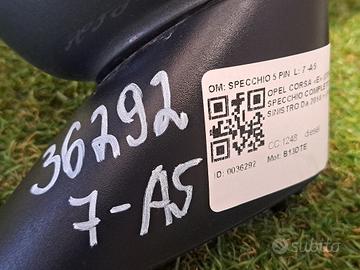 36292
7-A5
OM: SPECCHIO 5 PIN L: 7-A5
OPEL CORSA <E>
SPECCHIO COMPLET
SINISTRO Da 2014
CC:1248 diesel
Mot: B13DTE
ID: 0036292
subito